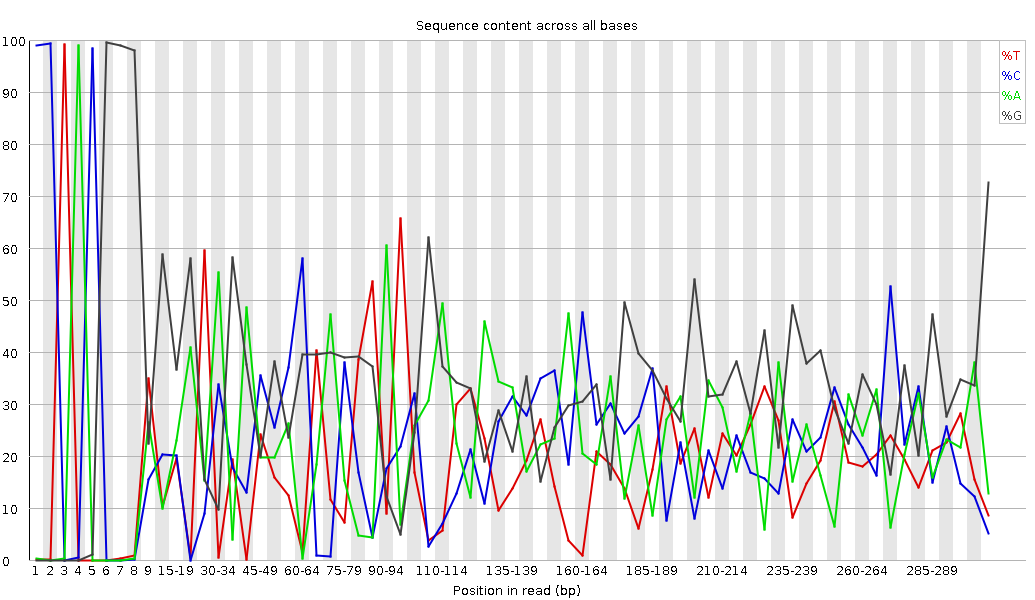 Sequence content across all bases
100
90
80
70
60
50
40
30
20
10
0
%T
%C
%A
%G
1 2 3 4 5 6 7 8 9 15-19 30-34 45-49 60-64 75-79 90-94 110-114 135-139 160-164 185-189 210-214 235-239 260-264 285-289
Position in read (bp)